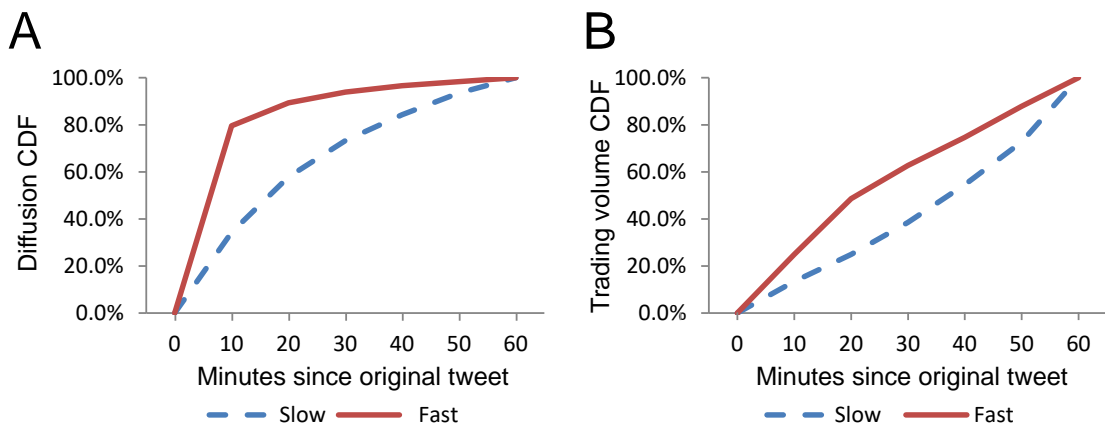 A
Diffusion CDF
100.0%
80.0%
60.0%
40.0%
20.0%
0.0%
0 10 20 30 40 50 60
Minutes since original tweet
Slow Fast
B
Trading volume CDF
100.0%
80.0%
60.0%
40.0%
20.0%
0.0%
0 10 20 30 40 50 60
Minutes since original tweet
Slow Fast